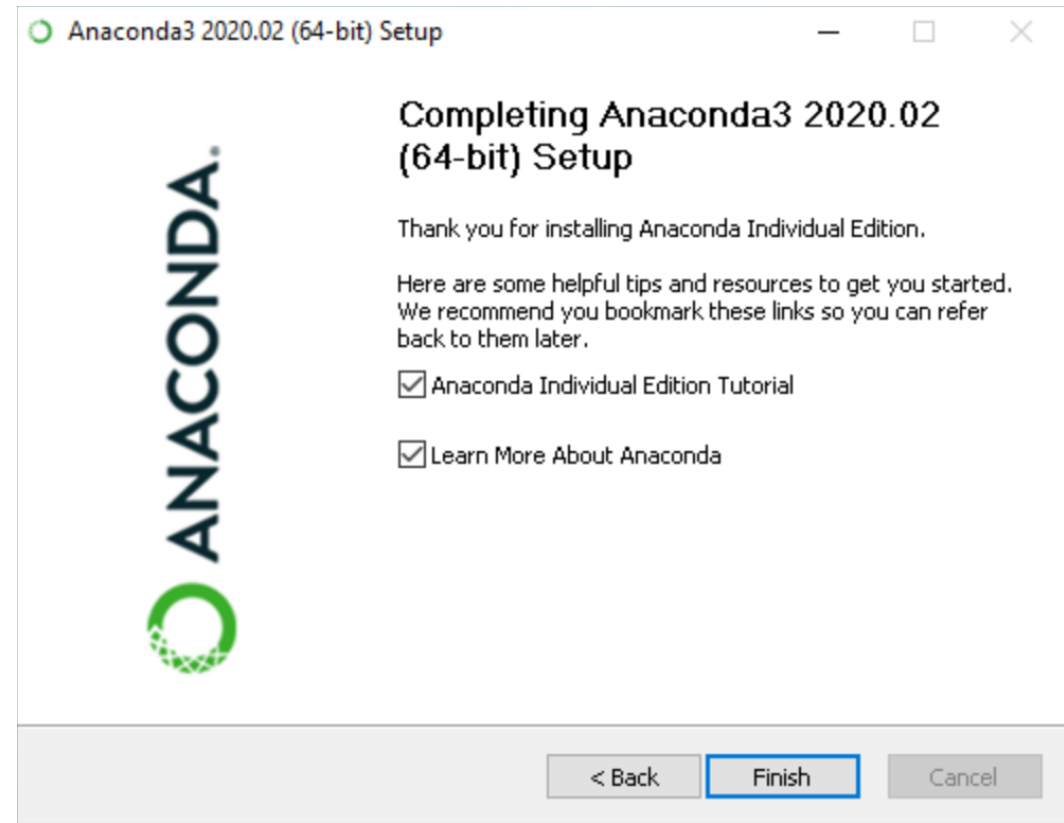 Anaconda3 2020.02 (64-bit) Setup
Completing Anaconda3 2020.02
(64-bit) Setup
Thank you for installing Anaconda Individual Edition.
Here are some helpful tips and resources to get you started.
We recommend you bookmark these links so you can refer
back to them later.
Anaconda Individual Edition Tutorial
Learn More About Anaconda
ANACONDA.
< Back
Finish
Cancel